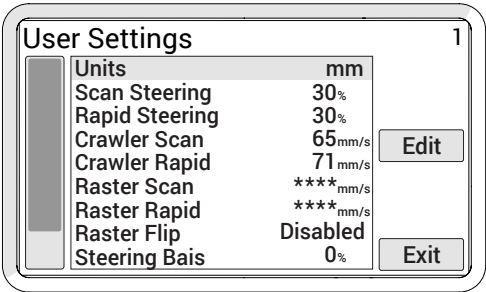 User Settings 1
Units mm
Scan Steering 30%
Rapid Steering 30%
Crawler Scan 65mm/s
Edit
Crawler Rapid 71mm/s
Raster Scan ****mm/s
Raster Rapid ****mm/s
Raster Flip Disabled
Steering Bais 0%
Exit